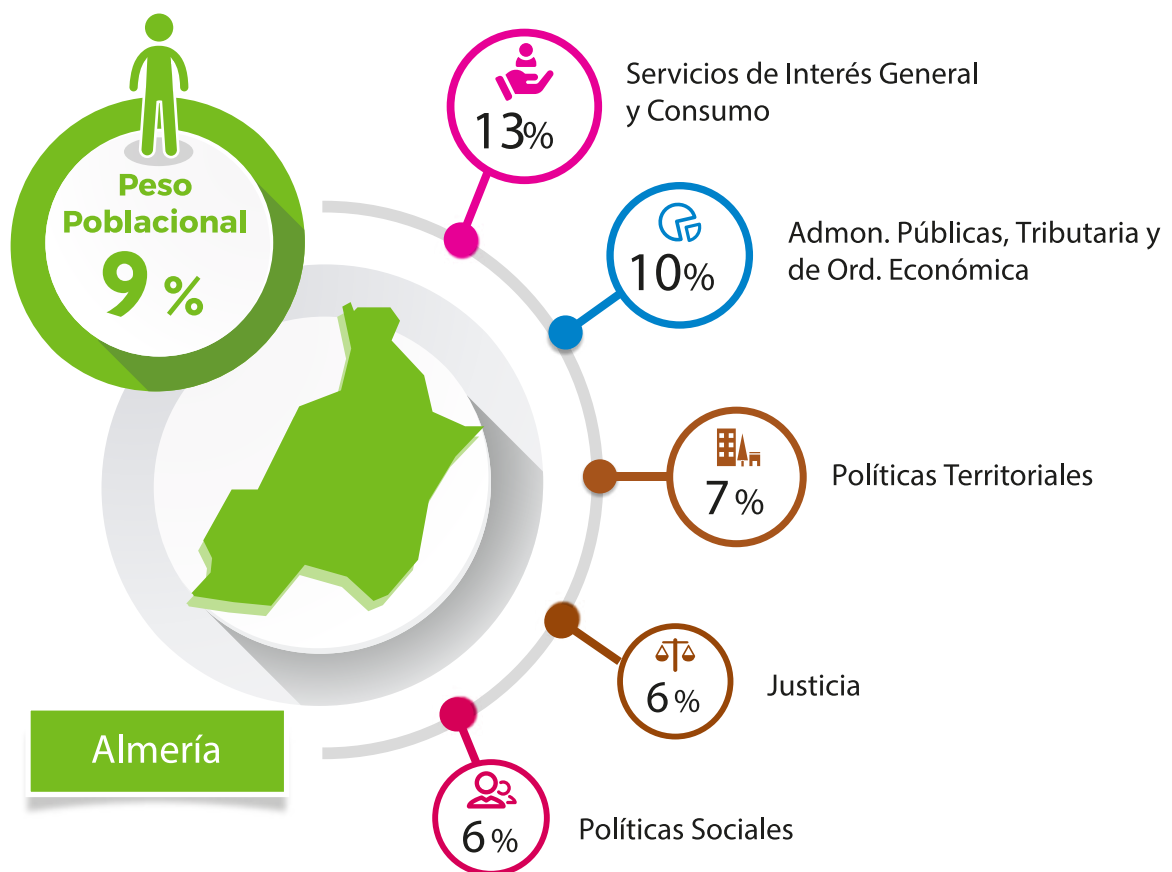 Peso
Poblacional
9 %
13%
Servicios de Interés General
y Consumo
10%
Admon. Públicas, Tributaria y
de Ord. Económica
7 %
Políticas Territoriales
6 %
Justicia
6 %
Políticas Sociales
Almería